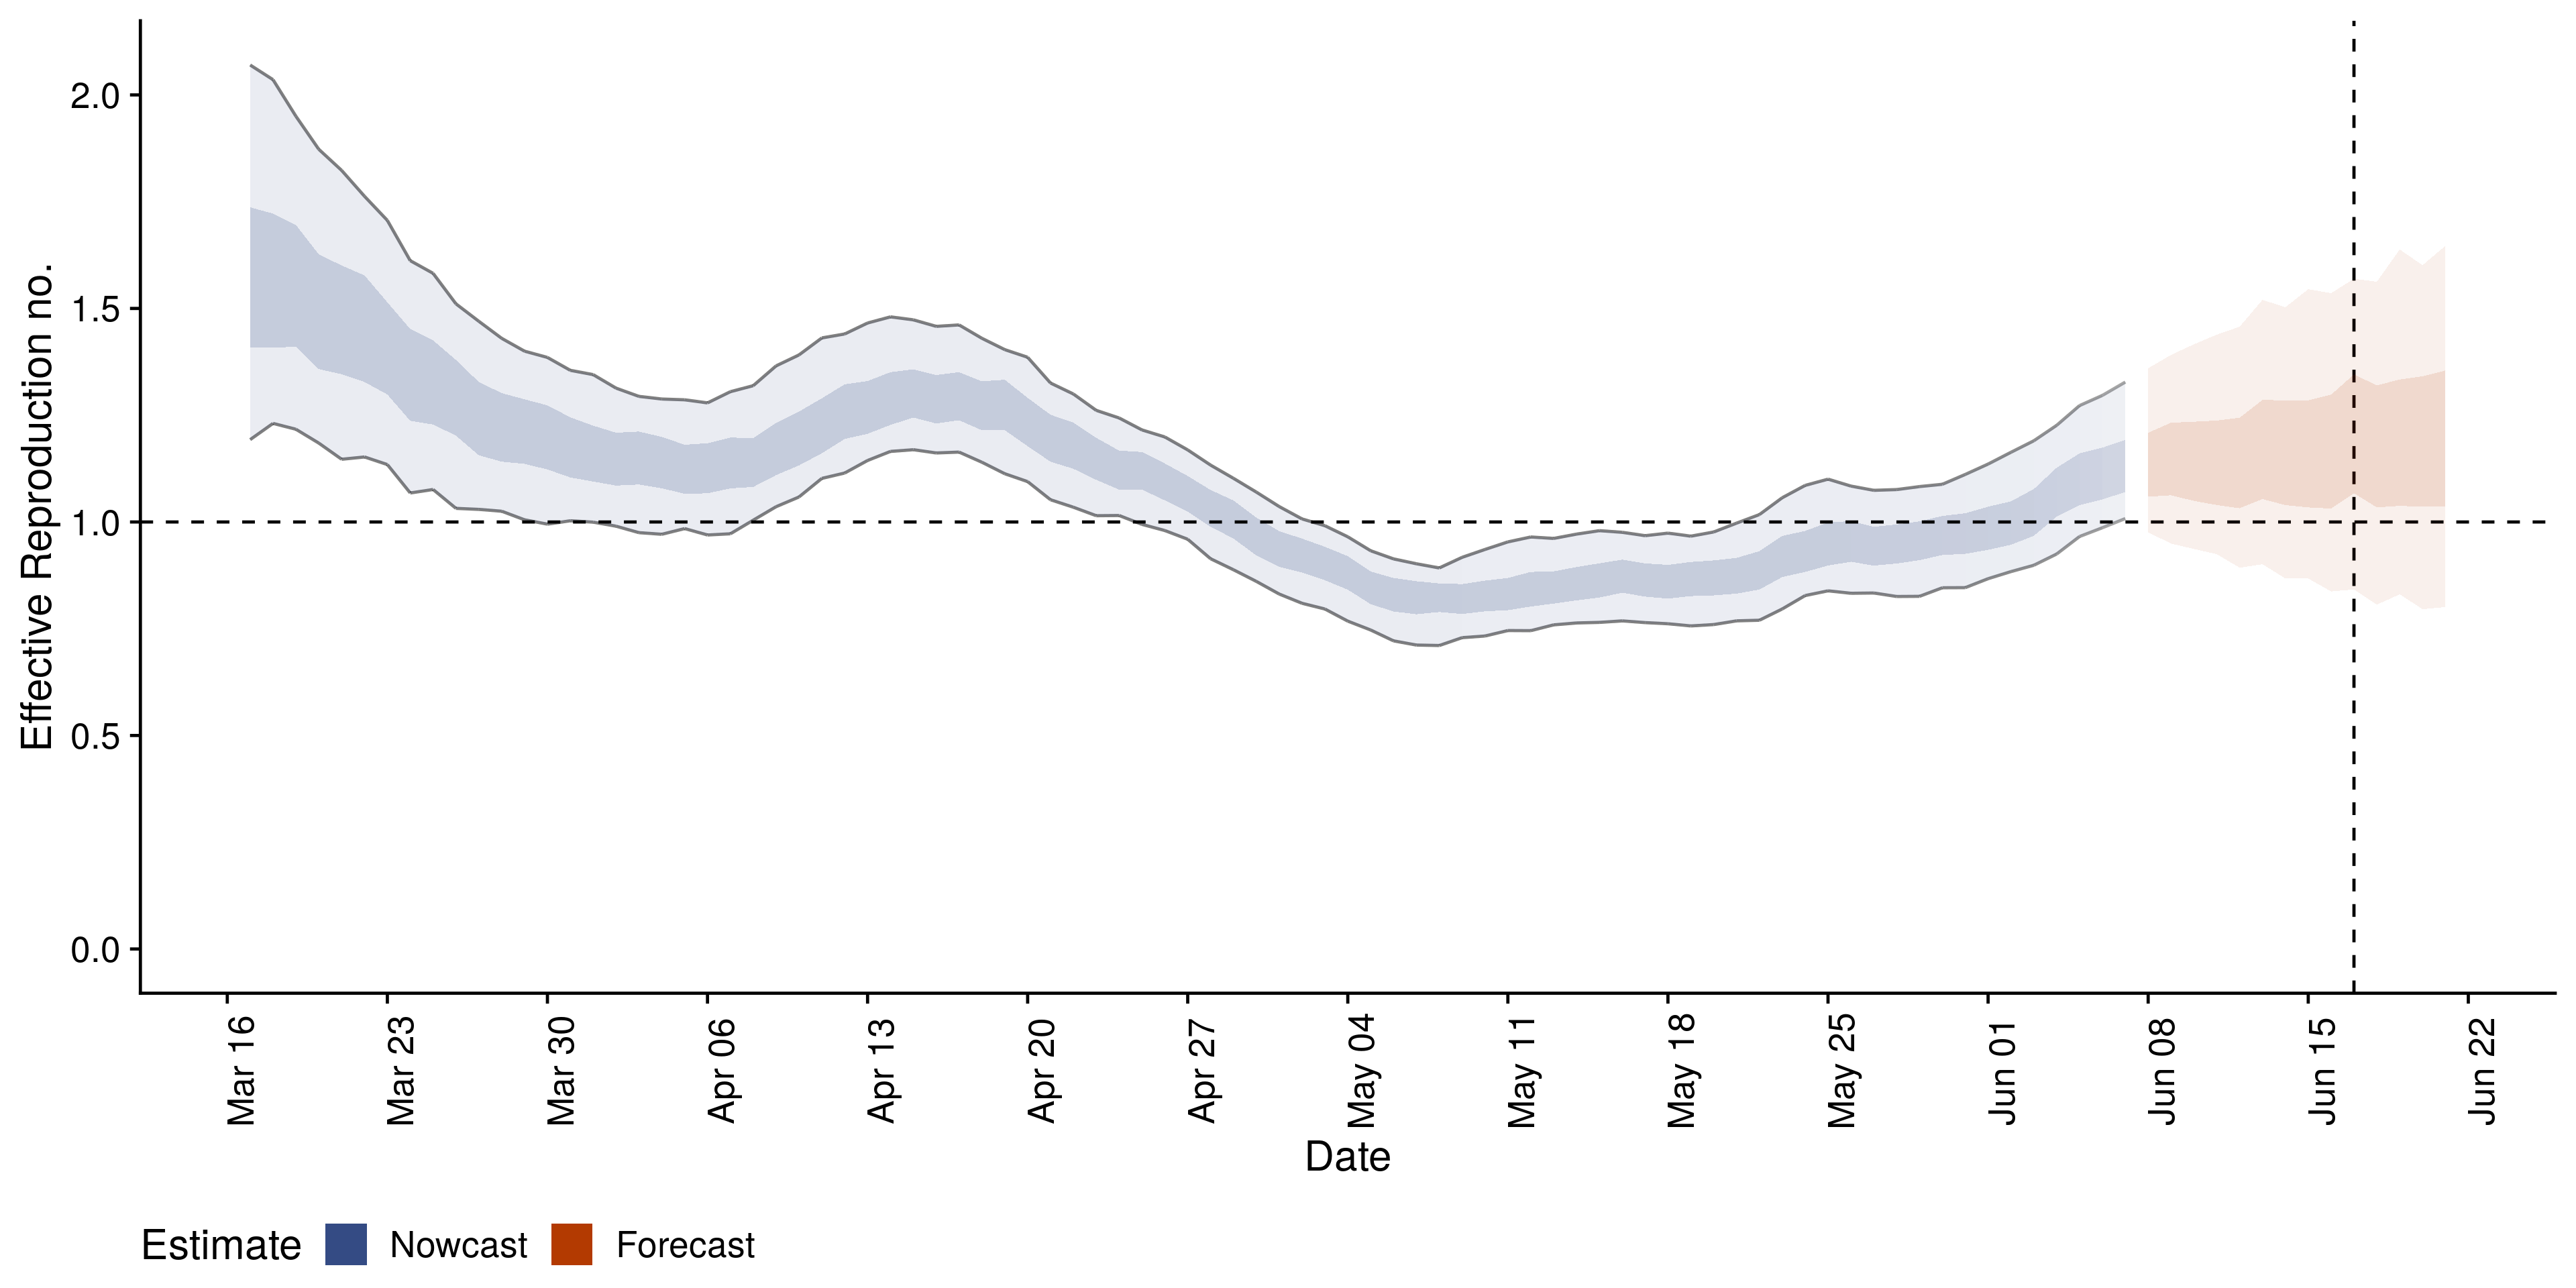 Effective Reproduction no.
2.0
1.5
1.0
0.5
0.0
Mar 16
Mar 23
Mar 30
Apr 06
Apr 13
Apr 20
Apr 27
May 04
May 11
May 18
May 25
Jun 01
Jun 08
Jun 15
Jun 22
Date
Estimate Nowcast Forecast